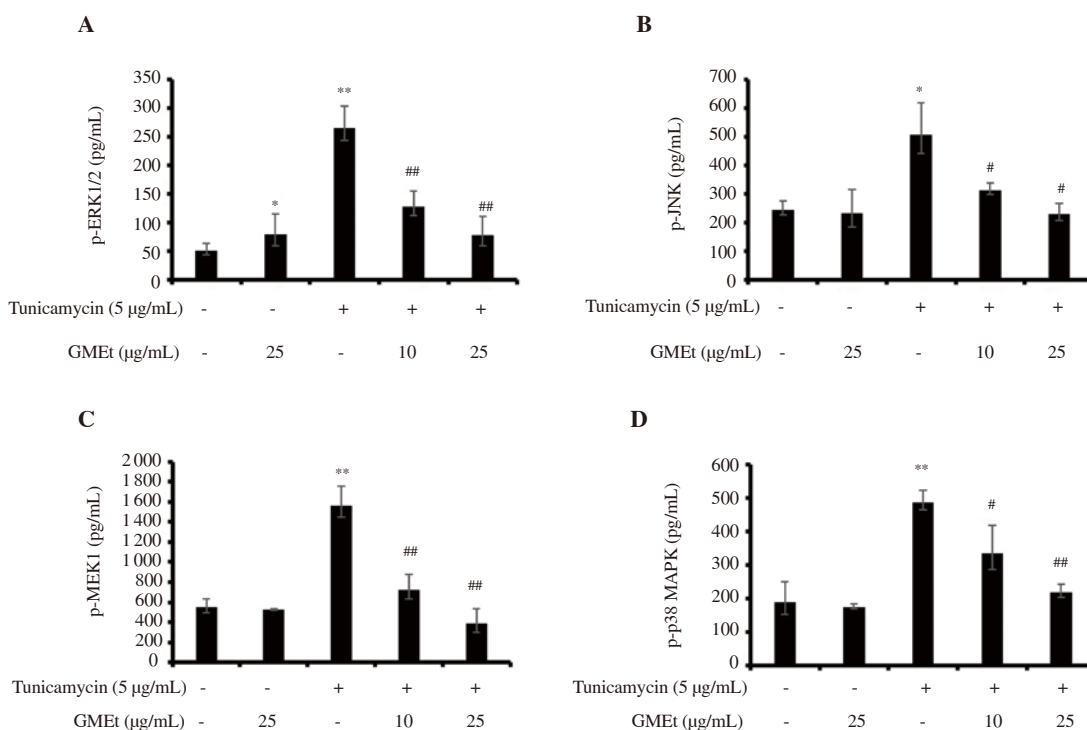 A
p-ERK1/2 (pg/mL)
350
300
250
200
150
100
50
0
*
**
##
##
Tunicamycin (5 µg/mL) - - + + +
GMEt (µg/mL) - 25 - 10 25
B
p-JNK (pg/mL)
700
600
500
400
300
200
100
0
*
#
#
Tunicamycin (5 µg/mL) - - + + +
GMEt (µg/mL) - 25 - 10 25
C
p-MEK1 (pg/mL)
2 000
1 800
1 600
1 400
1 200
1 000
800
600
400
200
0
**
##
##
Tunicamycin (5 µg/mL) - - + + +
GMEt (µg/mL) - 25 - 10 25
D
p-p38 MAPK (pg/mL)
600
500
400
300
200
100
0
**
#
##
Tunicamycin (5 µg/mL) - - + + +
GMEt (µg/mL) - 25 - 10 25